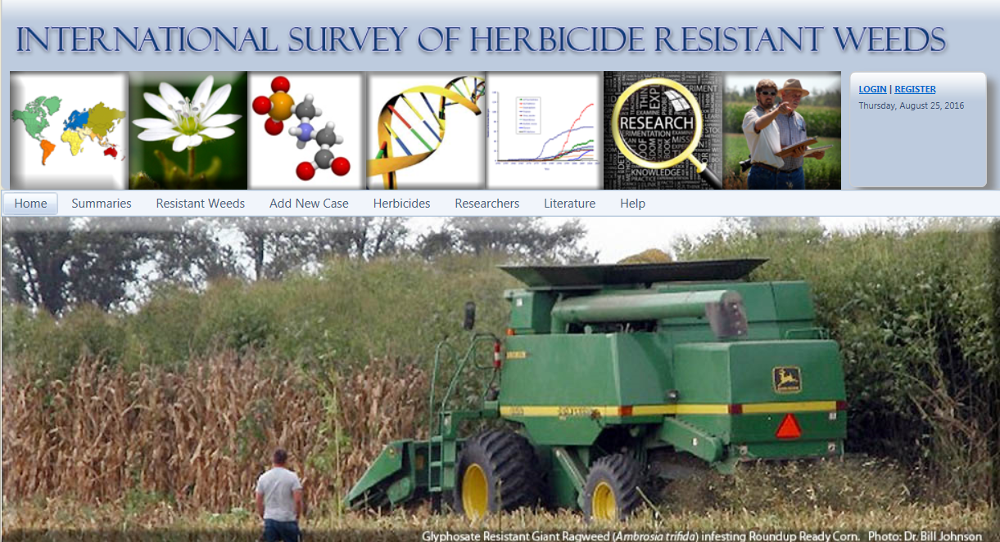 INTERNATIONAL SURVEY OF HERBICIDE RESISTANT WEEDS
LOGIN | REGISTER
Thursday, August 25, 2016
RESEARCH
KNOWLEDGE
Home Summaries Resistant Weeds Add New Case Herbicides Researchers Literature Help
Glyphosate Resistant Giant Ragweed (Ambrosia trifida) infesting Roundup Ready Corn. Photo: Dr. Bill Johnson